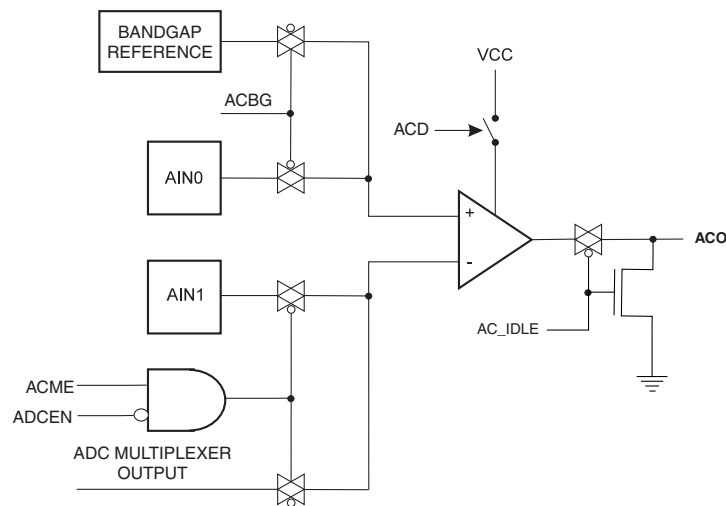 BANDGAP
REFERENCE
VCC
ACBG
ACD
AIN0
+
ACO
-
AIN1
AC_IDLE
ACME
ADCEN
ADC MULTIPLEXER
OUTPUT